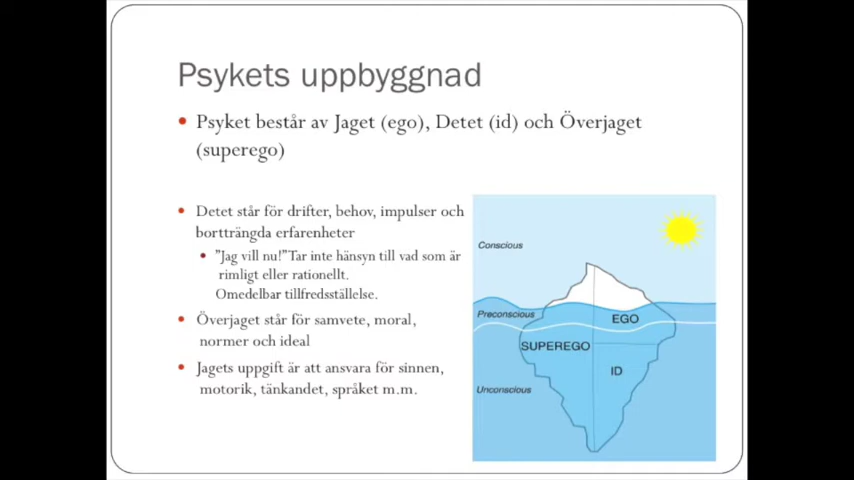 Psykets uppbyggnad
• Psyket består av Jaget (ego), Detet (id) och Överjaget
(superego)
• Detet står för drifter, behov, impulser och
bortträngda erfarenheter
• ”Jag vill nu!”Tar inte hänsyn till vad som är
rimligt eller rationellt.
Omedelbar tillfredsställelse.
• Överjaget står för samvete, moral,
normer och ideal
• Jagets uppgift är att ansvara för sinnen,
motorik, tänkandet, språket m.m.
Conscious
Preconscious
EGO
SUPEREGO
ID
Unconscious